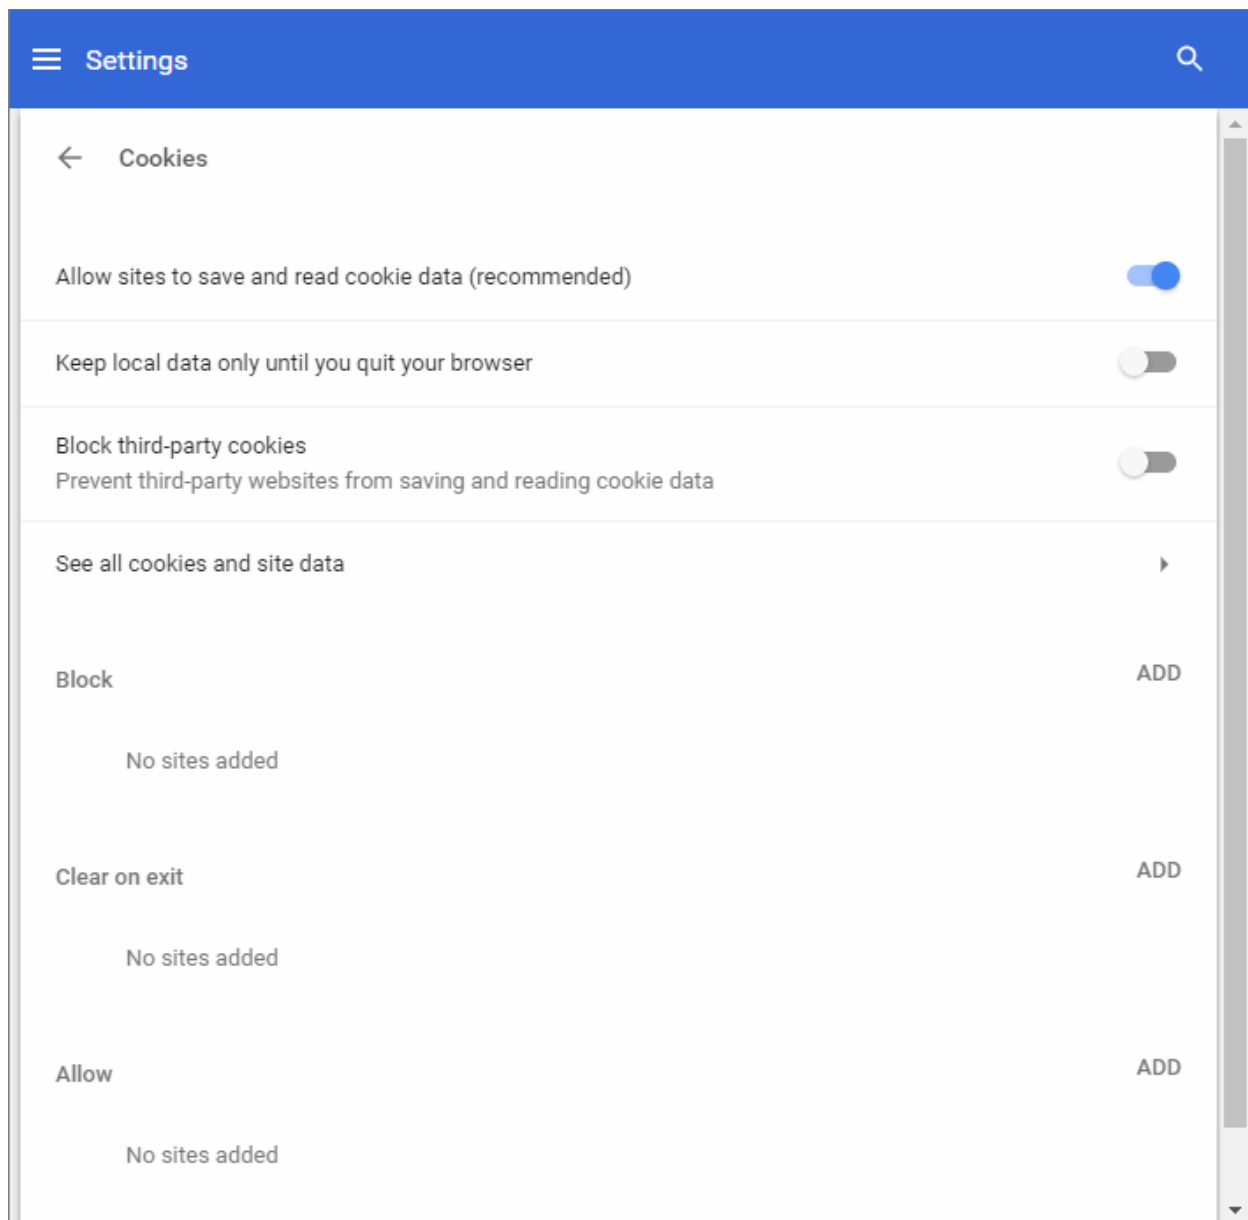 Settings
Cookies
Allow sites to save and read cookie data (recommended)
Keep local data only until you quit your browser
Block third-party cookies
Prevent third-party websites from saving and reading cookie data
See all cookies and site data
Block ADD
No sites added
Clear on exit ADD
No sites added
Allow ADD
No sites added